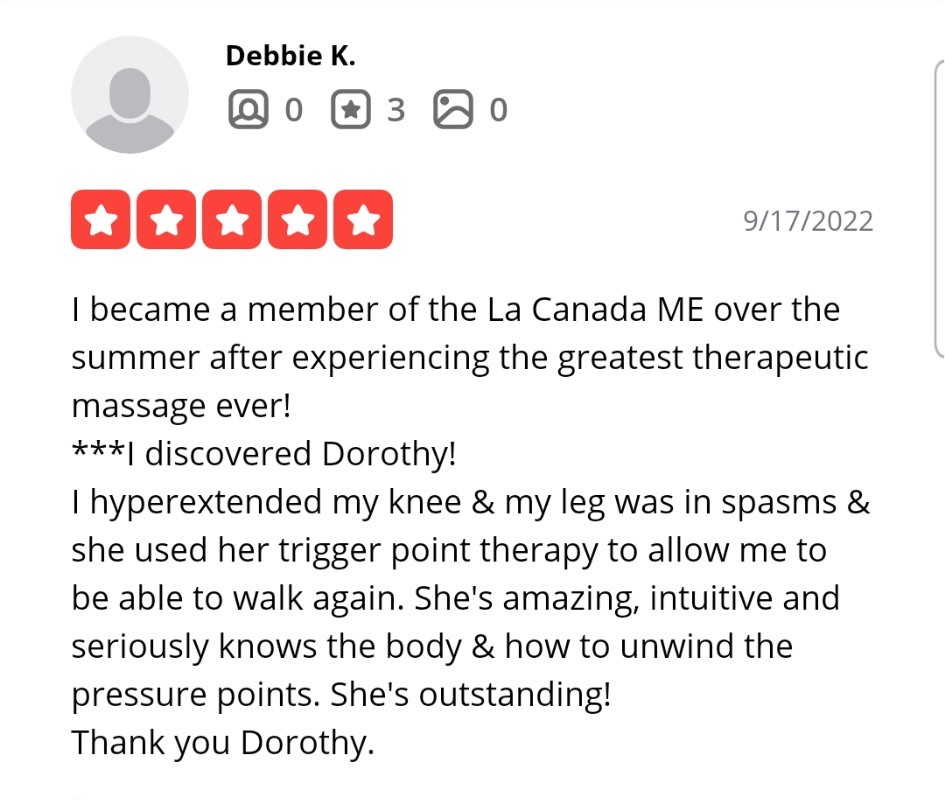 Debbie K.
0 3 0
9/17/2022
I became a member of the La Canada ME over the
summer after experiencing the greatest therapeutic
massage ever!
***I discovered Dorothy!
I hyperextended my knee & my leg was in spasms &
she used her trigger point therapy to allow me to
be able to walk again. She's amazing, intuitive and
seriously knows the body & how to unwind the
pressure points. She's outstanding!
Thank you Dorothy.